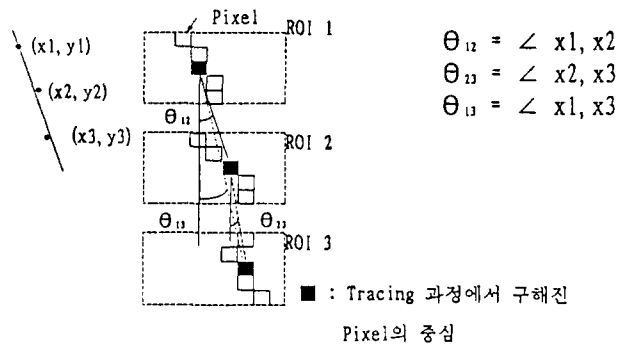 Pixel
ROI 1
(x1, y1)
(x2, y2)
(x3, y3)
θ12
ROI 2
θ13
θ23
ROI 3
θ12 = ∠ x1, x2
θ23 = ∠ x2, x3
θ13 = ∠ x1, x3
■ : Tracing 과정에서 구해진
Pixel의 중심